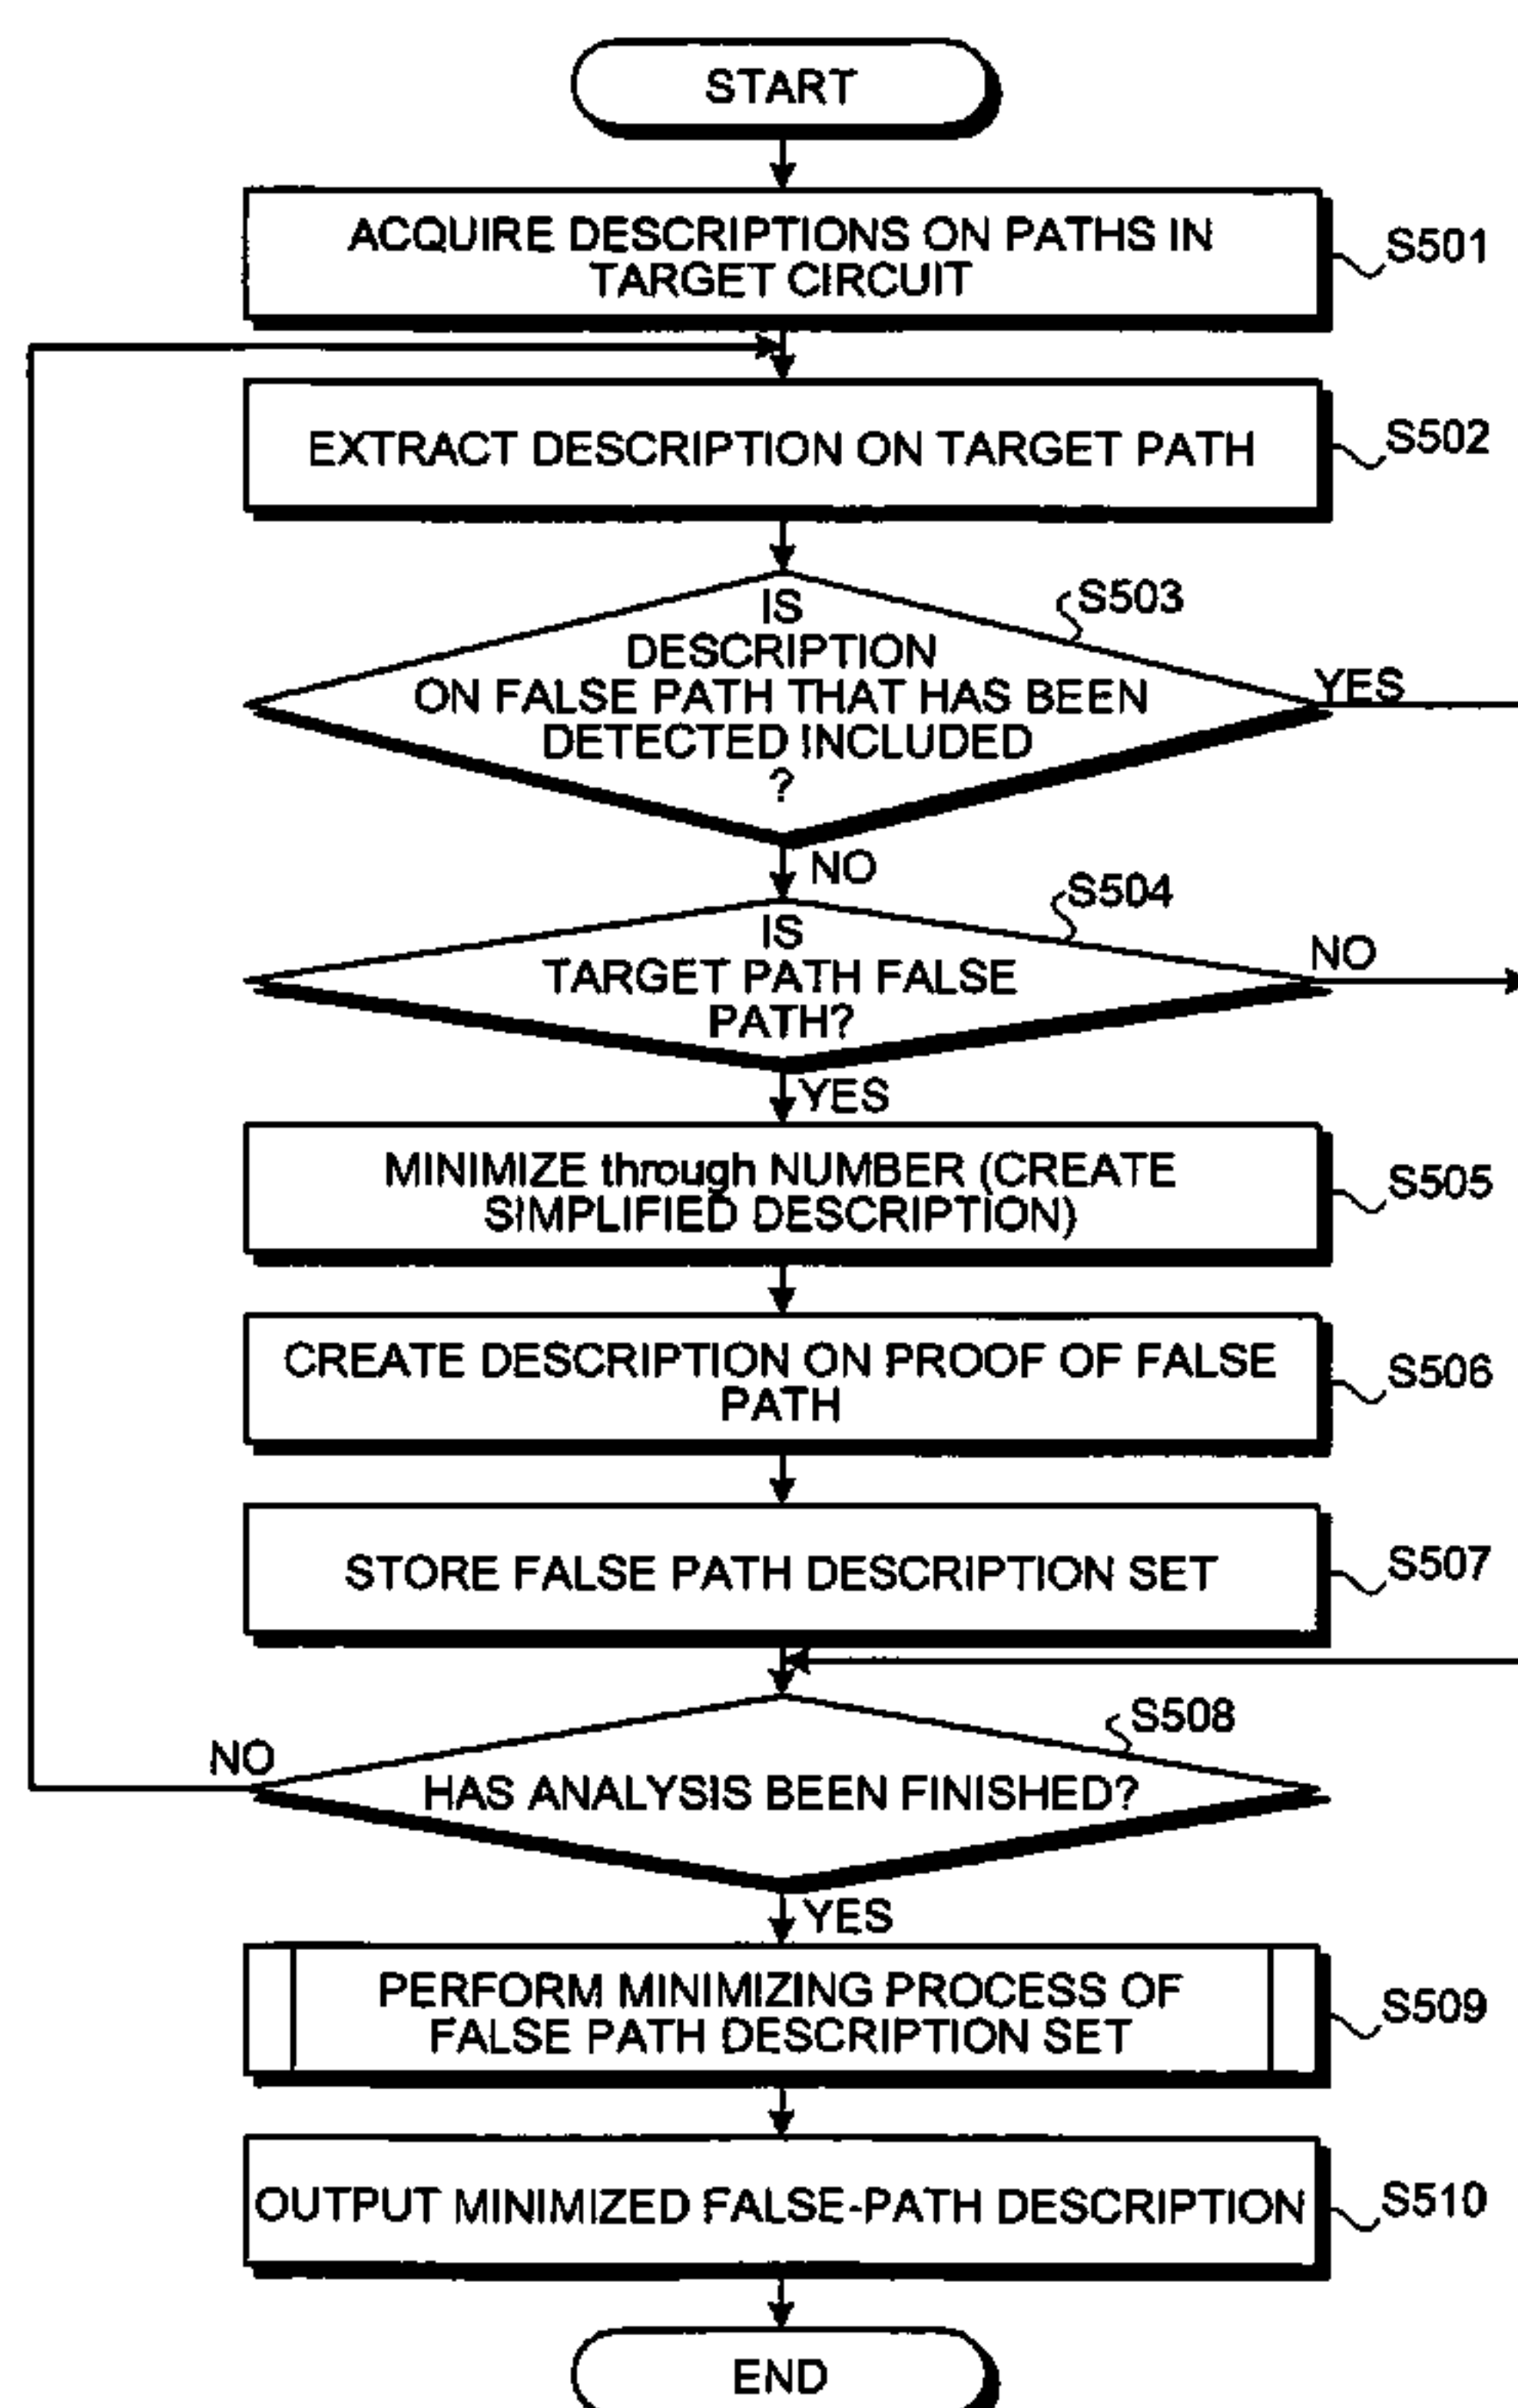 START
ACQUIRE DESCRIPTIONS ON PATHS IN
TARGET CIRCUIT
S501
EXTRACT DESCRIPTION ON TARGET PATH
S502
S503
IS
DESCRIPTION
ON FALSE PATH THAT HAS BEEN
DETECTED INCLUDED
?
YES
NO
S504
IS
TARGET PATH FALSE
PATH?
NO
YES
MINIMIZE through NUMBER (CREATE
SIMPLIFIED DESCRIPTION)
S505
CREATE DESCRIPTION ON PROOF OF FALSE
PATH
S506
STORE FALSE PATH DESCRIPTION SET
S507
S508
NO
HAS ANALYSIS BEEN FINISHED?
YES
PERFORM MINIMIZING PROCESS OF
FALSE PATH DESCRIPTION SET
S509
OUTPUT MINIMIZED FALSE-PATH DESCRIPTION
S510
END